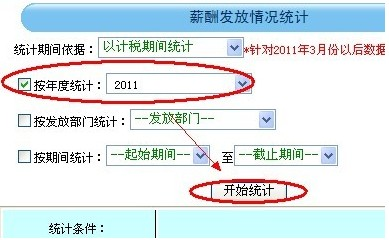 薪酬发放情况统计
统计期间依据：以计税期间统计 *针对2011年3月份以后数据
按年度统计：2011
按发放部门统计：--发放部门--
按期间统计：--起始期间-- 至 --截止期间--
开始统计
统计条件：